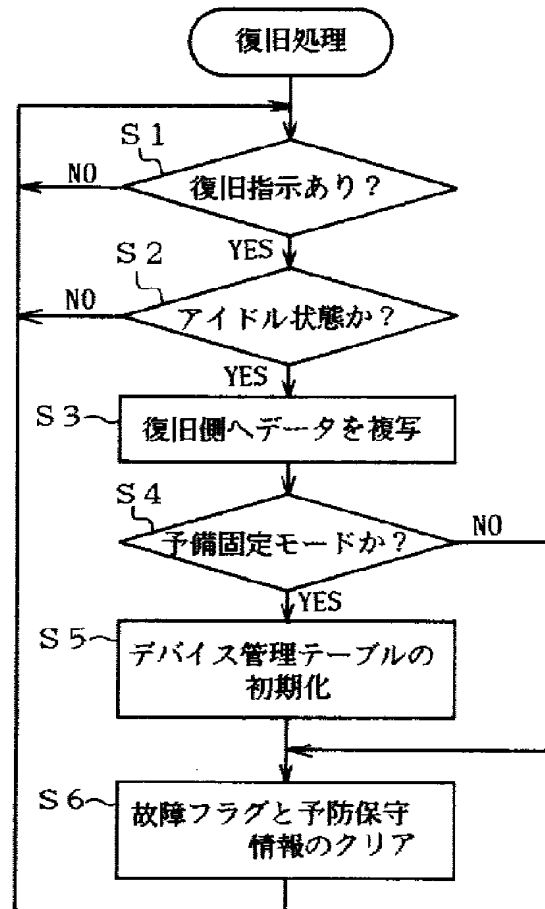 復旧処理
S1
復旧指示あり?
NO
YES
S2
アイドル状態か?
NO
YES
S3
復旧側へデータを複写
S4
予備固定モードか?
NO
YES
S5
デバイス管理テーブルの
初期化
S6
故障フラグと予防保守
情報のクリア